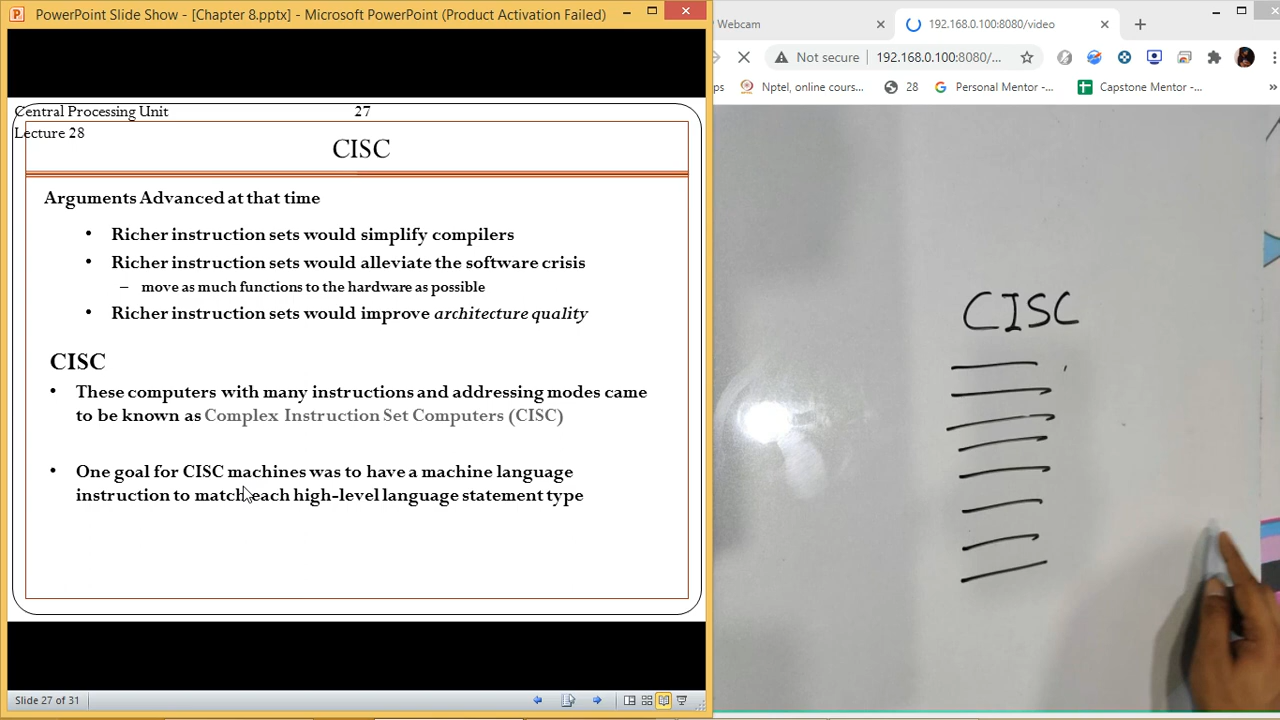 PowerPoint Slide Show - [Chapter 8.pptx] - Microsoft PowerPoint (Product Activation Failed)
Central Processing Unit
27
Lecture 28
CISC
Arguments Advanced at that time
• Richer instruction sets would simplify compilers
• Richer instruction sets would alleviate the software crisis
– move as much functions to the hardware as possible
• Richer instruction sets would improve architecture quality
CISC
• These computers with many instructions and addressing modes came
to be known as Complex Instruction Set Computers (CISC)
• One goal for CISC machines was to have a machine language
instruction to match each high-level language statement type
Slide 27 of 31
Webcam
192.168.0.100:8080/video
Not secure
192.168.0.100:8080/...
ps
Nptel, online cours...
28
Personal Mentor -...
Capstone Mentor -...
»
CISC